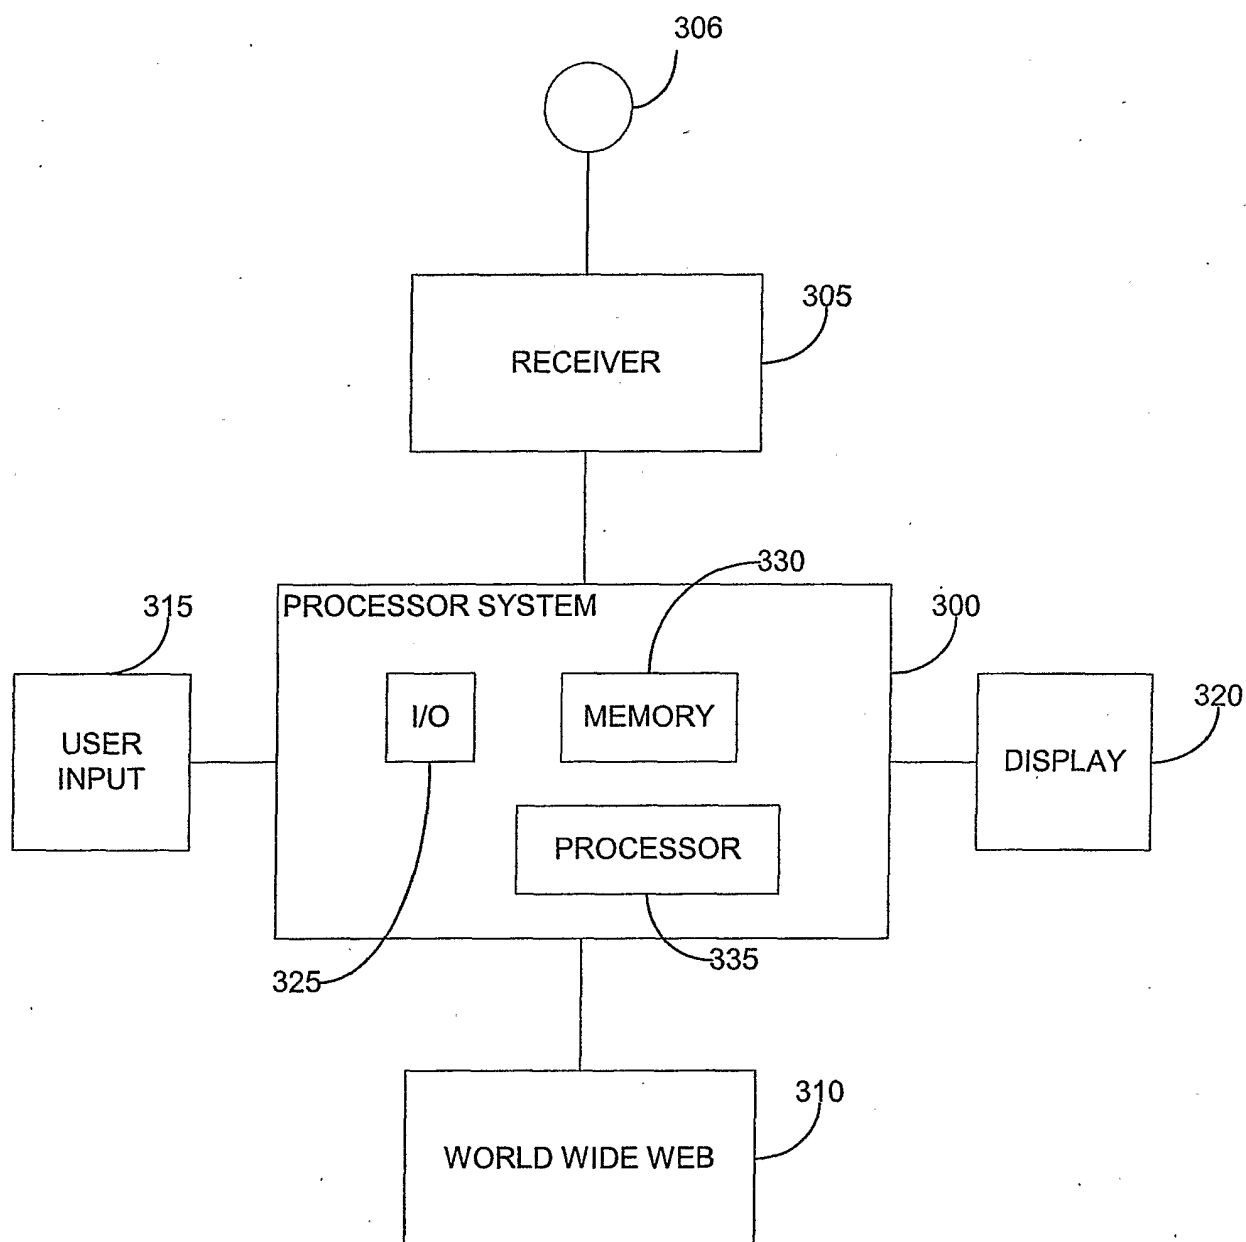 306
305
RECEIVER
330
315
300
PROCESSOR SYSTEM
320
I/O
MEMORY
USER
INPUT
DISPLAY
PROCESSOR
335
325
310
WORLD WIDE WEB